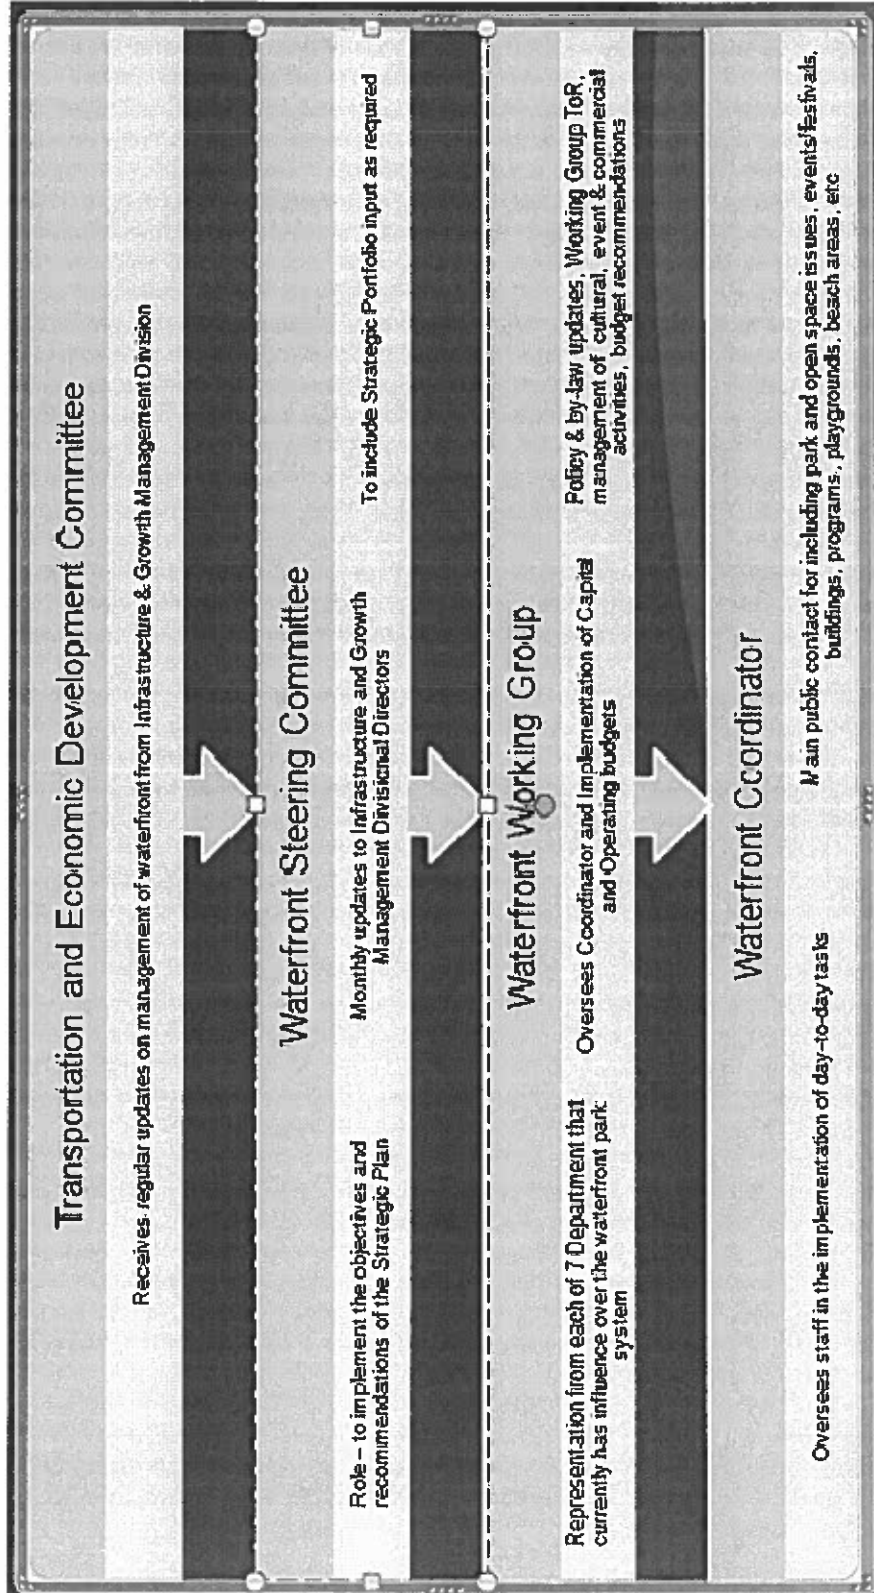 Transportation and Economic Development Committee
Receives regular updates on management of waterfront from Infrastructure & Growth Management Division
Waterfront Steering Committee
Role – to implement the objectives and
recommendations of the Strategic Plan
Monthly updates to Infrastructure and Growth
Management Divisional Directors
To include Strategic Portfolio input as required
Waterfront Working Group
Representation from each of 7 Department that
currently has influence over the waterfront park
system
Oversees Coordinator and Implementation of Capital
and Operating budgets
Policy & by-law updates, Working Group ToR,
management of cultural, event & commercial
activities, budget recommendations
Waterfront Coordinator
Oversees staff in the implementation of day-to-day tasks
Main public contact for including park and open space issues, events/festivals,
buildings, programs, playgrounds, beach areas, etc